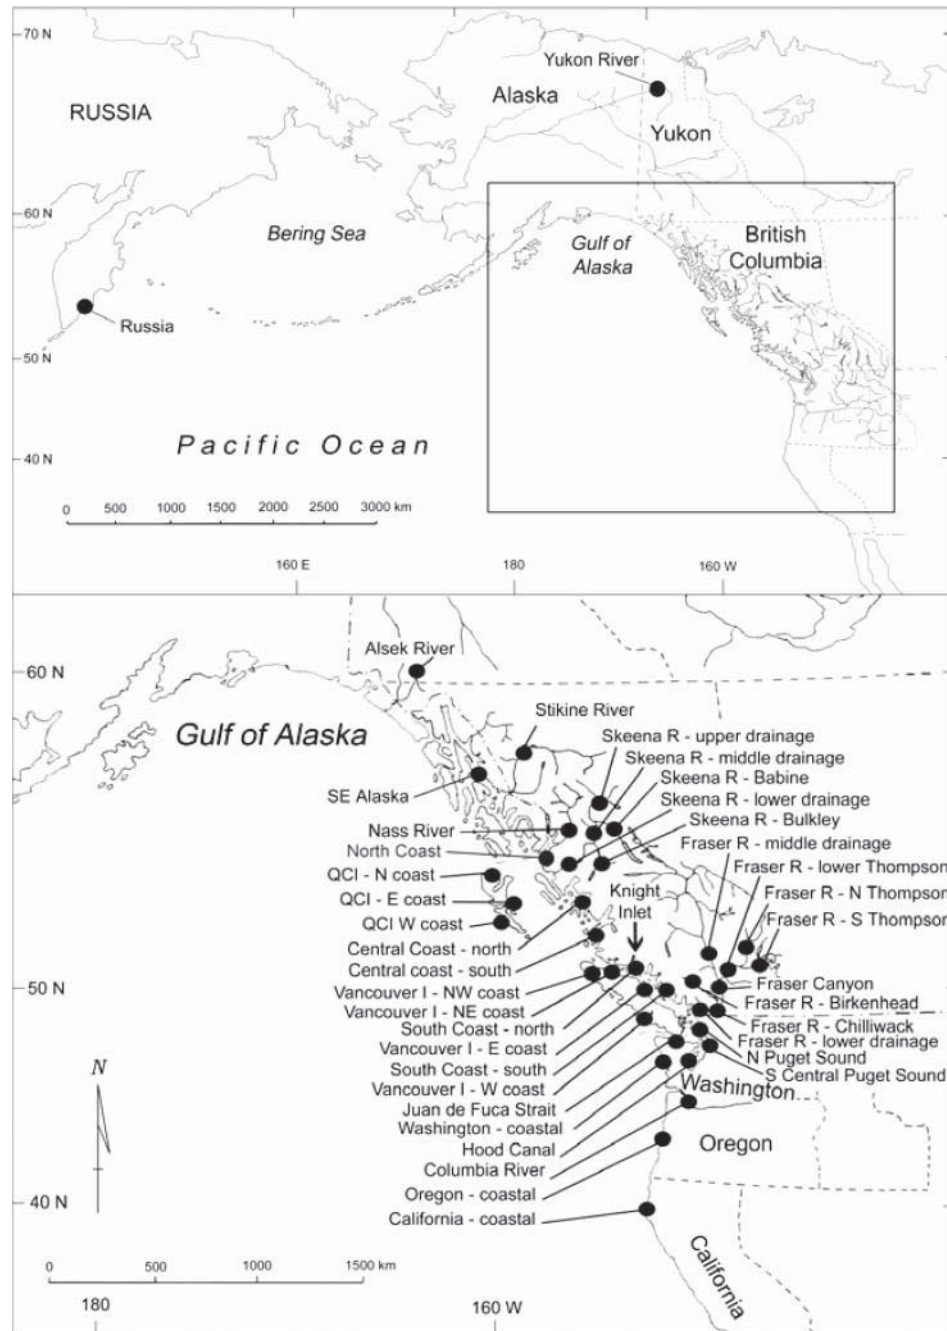 70 N
Yukon River
Alaska
RUSSIA
Yukon
60 N
Bering Sea
Gulf of
Alaska
British
Columbia
Russia
50 N
Pacific Ocean
40 N
0 500 1000 1500 2000 3000 km
160 E 180 160 W
Alsek River
60 N
Stikine River
Gulf of Alaska
Skeena R - upper drainage
Skeena R - middle drainage
Skeena R - Babine
SE Alaska
Skeena R - lower drainage
Skeena R - Bulkley
Nass River
Fraser R - middle drainage
North Coast
Fraser R - lower Thompson
QCI - N coast
Knight
Inlet
Fraser R - N Thompson
QCI - E coast
Fraser R - S Thompson
QCI W coast
Central Coast - north
Central coast - south
Fraser Canyon
50 N
Vancouver I - NW coast
Fraser R - Birkenhead
Vancouver I - NE coast
South Coast - north
Fraser R - Chilliwack
Fraser R - lower drainage
Vancouver I - E coast
N Puget Sound
South Coast - south
S Central Puget Sound
Vancouver I - W coast
Washington
Juan de Fuca Strait
Washington - coastal
N
Hood Canal
Oregon
Columbia River
Oregon - coastal
40 N
California - coastal
California
0 500 1000 1500 km
180 160 W